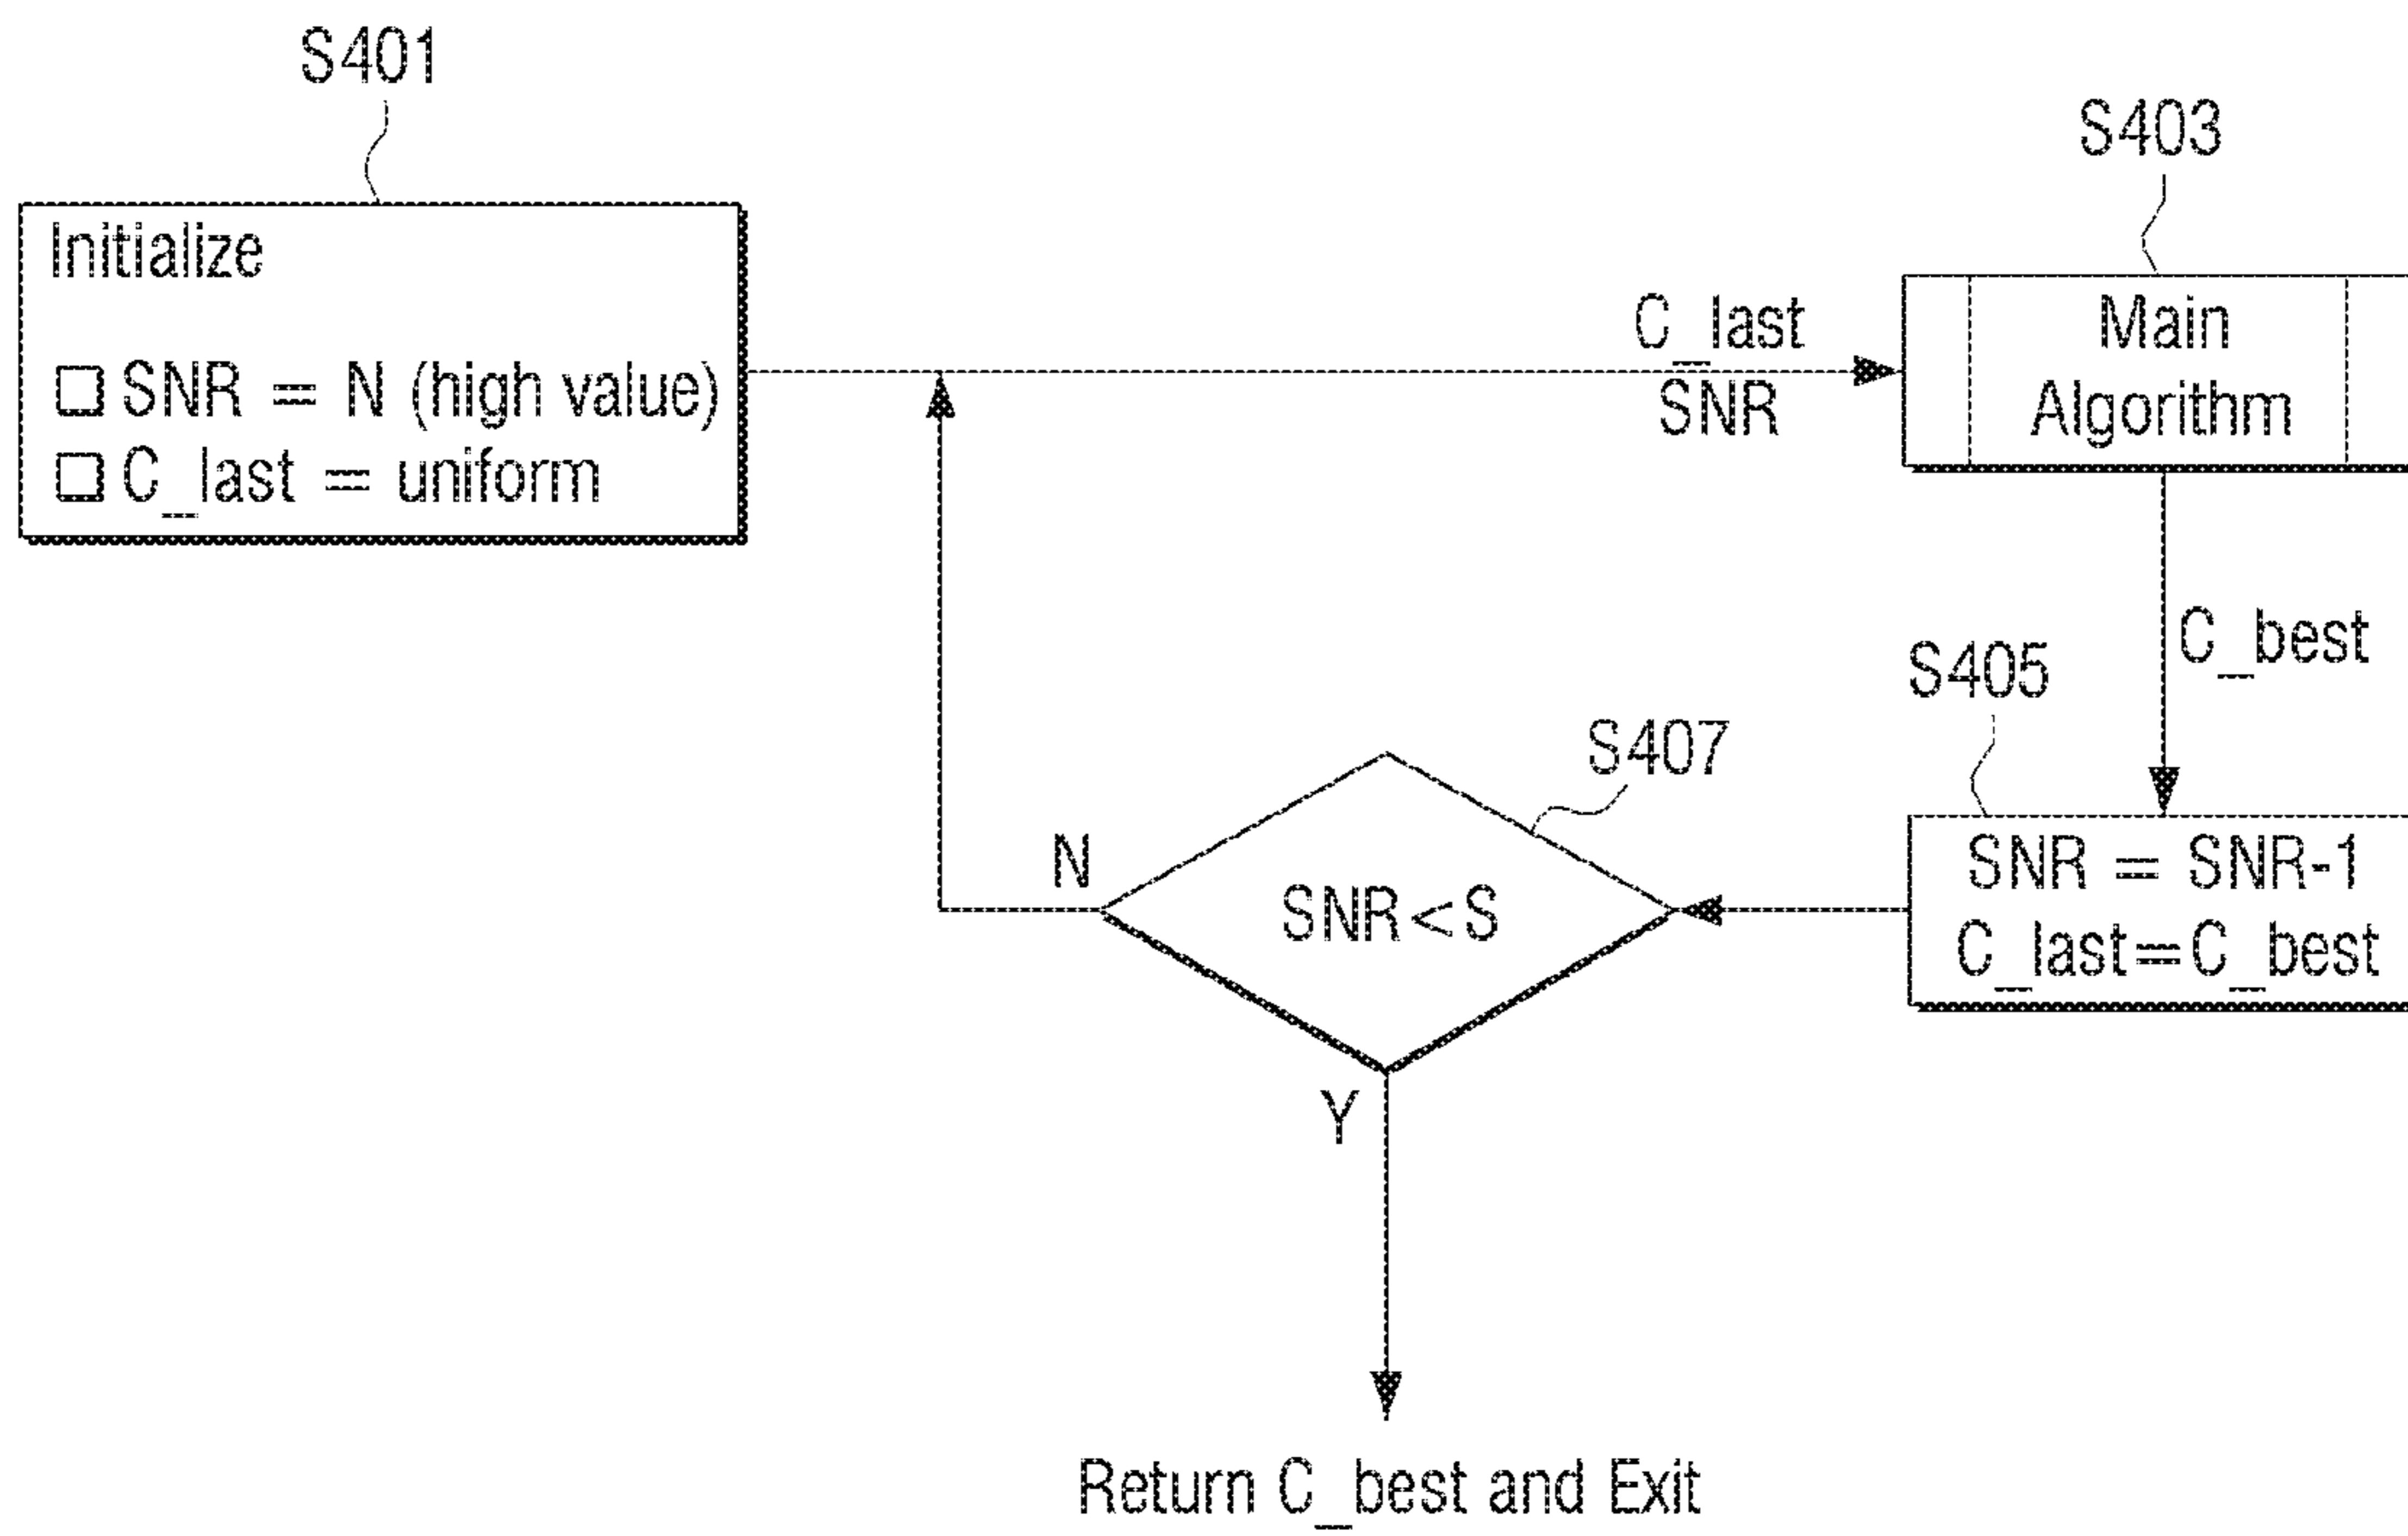 S401
Initialize
SNR = N (high value)
C_last = uniform
C_last
SNR
S403
Main
Algorithm
C_best
S405
SNR = SNR-1
C_last=C_best
S407
SNR<S
N
Y
Return C_best and Exit